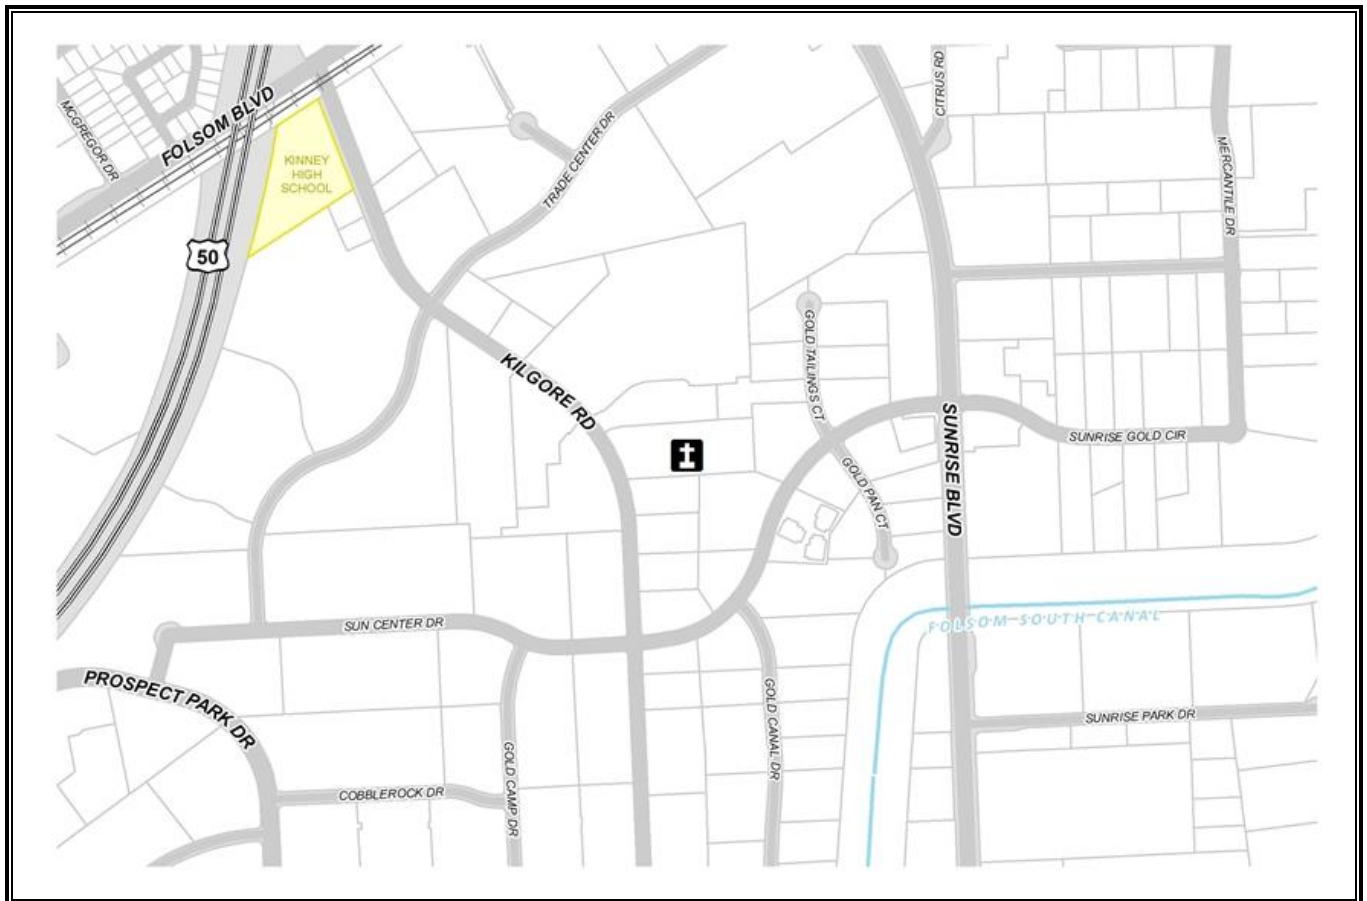 CITRUS RD
FOLSOM BLVD
MCGREGOR DR
TRADE CENTER DR
KINNEY
HIGH
SCHOOL
MERCANTILE DR
50
GOLD TAILINGS CT
KILGORE RD
SUNRISE GOLD CIR
SUNRISE BLVD
GOLD PAN CT
FOLSOM SOUTH CANAL
SUN CENTER DR
PROSPECT PARK DR
GOLD CANAL DR
SUNRISE PARK DR
GOLD CAMP DR
COBBLEROCK DR